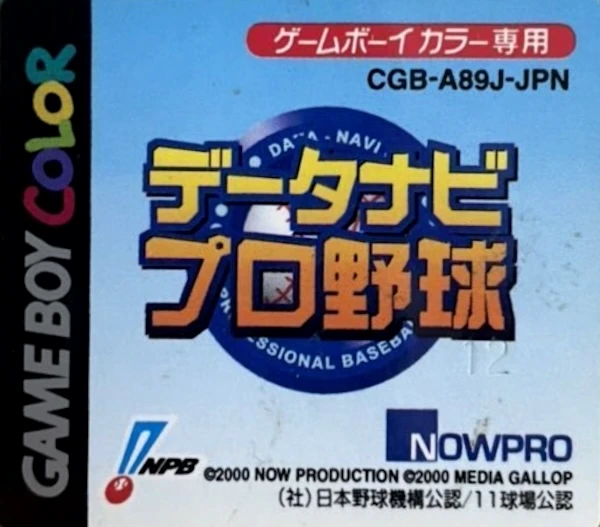 GAME BOY COLOR
ゲームボーイカラー専用
CGB-A89J-JPN
DATA-NAVI
データナビ
プロ野球
PROFESSIONAL BASEBALL
12
NPB
NOWPRO
©2000 NOW PRODUCTION ©2000 MEDIA GALLOP
(社)日本野球機構公認/11球場公認